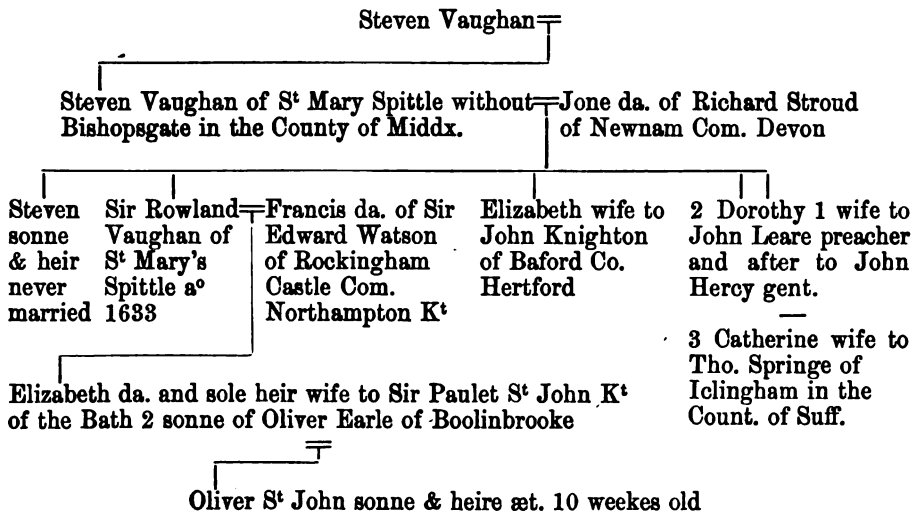 Steven Vaughan
Steven Vaughan of Sᵗ Mary Spittle without
Bishopsgate in the County of Middx.
Jone da. of Richard Stroud
of Newnam Com. Devon
Steven
sonne
& heir
never
married
Sir Rowland
Vaughan of
Sᵗ Mary's
Spittle aº
1633
Francis da. of Sir
Edward Watson
of Rockingham
Castle Com.
Northampton Kᵗ
Elizabeth wife to
John Knighton
of Baford Co.
Hertford
2 Dorothy 1 wife to
John Leare preacher
and after to John
Hercy gent.
3 Catherine wife to
Tho. Springe of
Iclingham in the
Count. of Suff.
Elizabeth da. and sole heir wife to Sir Paulet Sᵗ John Kᵗ
of the Bath 2 sonne of Oliver Earle of Boolinbrooke
Oliver Sᵗ John sonne & heire æt. 10 weekes old